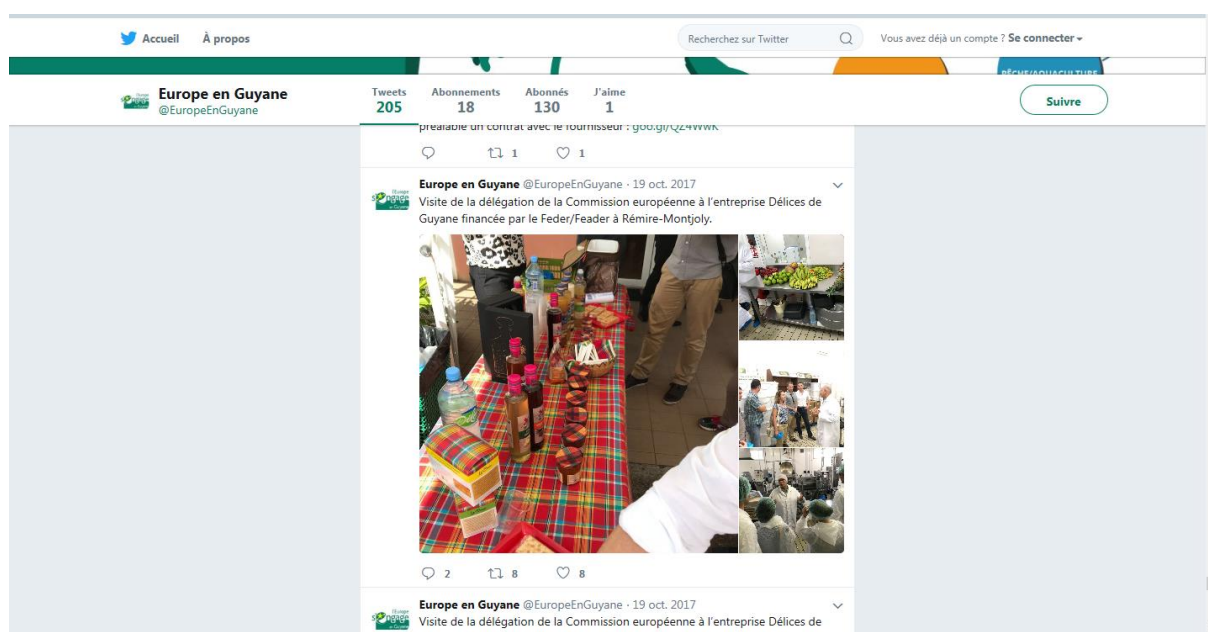 Accueil À propos
Recherchez sur Twitter
Vous avez déjà un compte ? Se connecter
PÊCHE/AQUACULTURE
Europe en Guyane
@EuropeEnGuyane
Tweets Abonnements Abonnés J'aime
205 18 130 1
Suivre
préalable un contrat avec le fournisseur : goo.gl/QZ4WwK
1 1
Europe en Guyane @EuropeEnGuyane · 19 oct. 2017
Visite de la délégation de la Commission européenne à l'entreprise Délices de
Guyane financée par le Feder/Feader à Rémire-Montjoly.
2 8 8
Europe en Guyane @EuropeEnGuyane · 19 oct. 2017
Visite de la délégation de la Commission européenne à l'entreprise Délices de